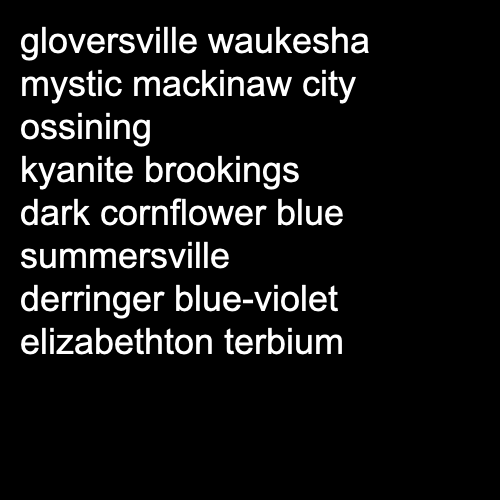 gloversville waukesha
mystic mackinaw city
ossining
kyanite brookings
dark cornflower blue
summersville
derringer blue-violet
elizabethton terbium